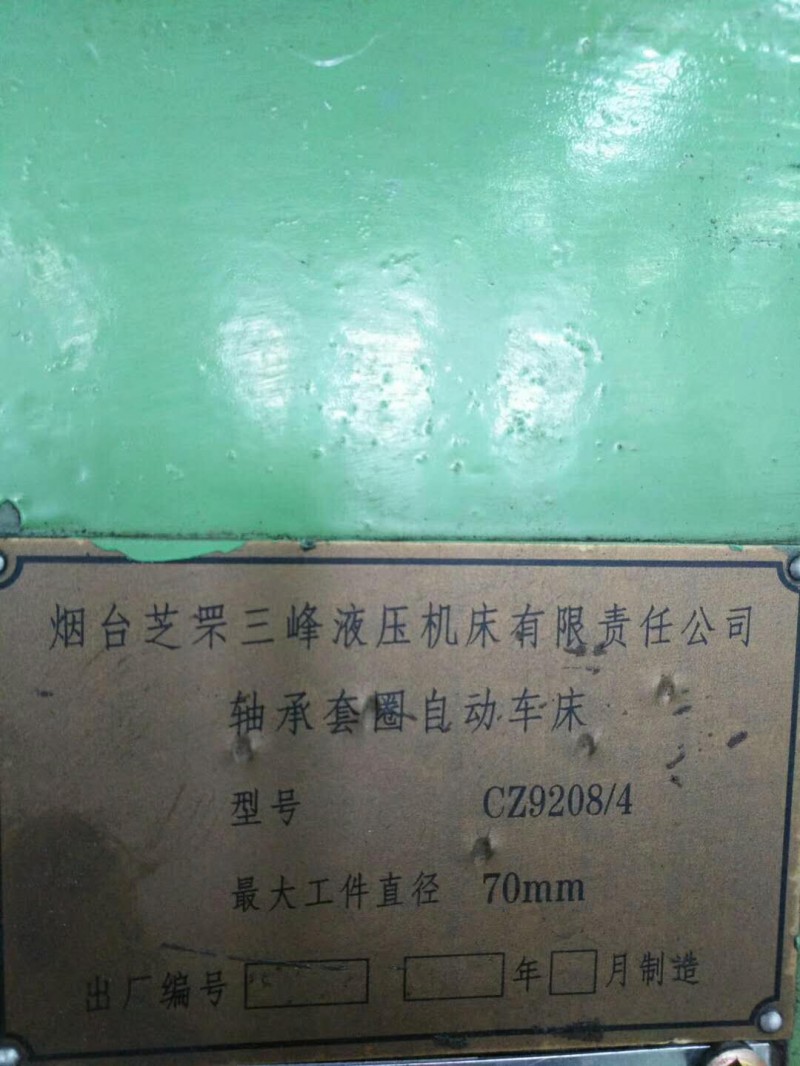 烟台芝罘三峰液压机床有限责任公司
轴承套圈自动车床
型号 CZ9208/4
最大工件直径 70mm
出厂编号 年 月制造